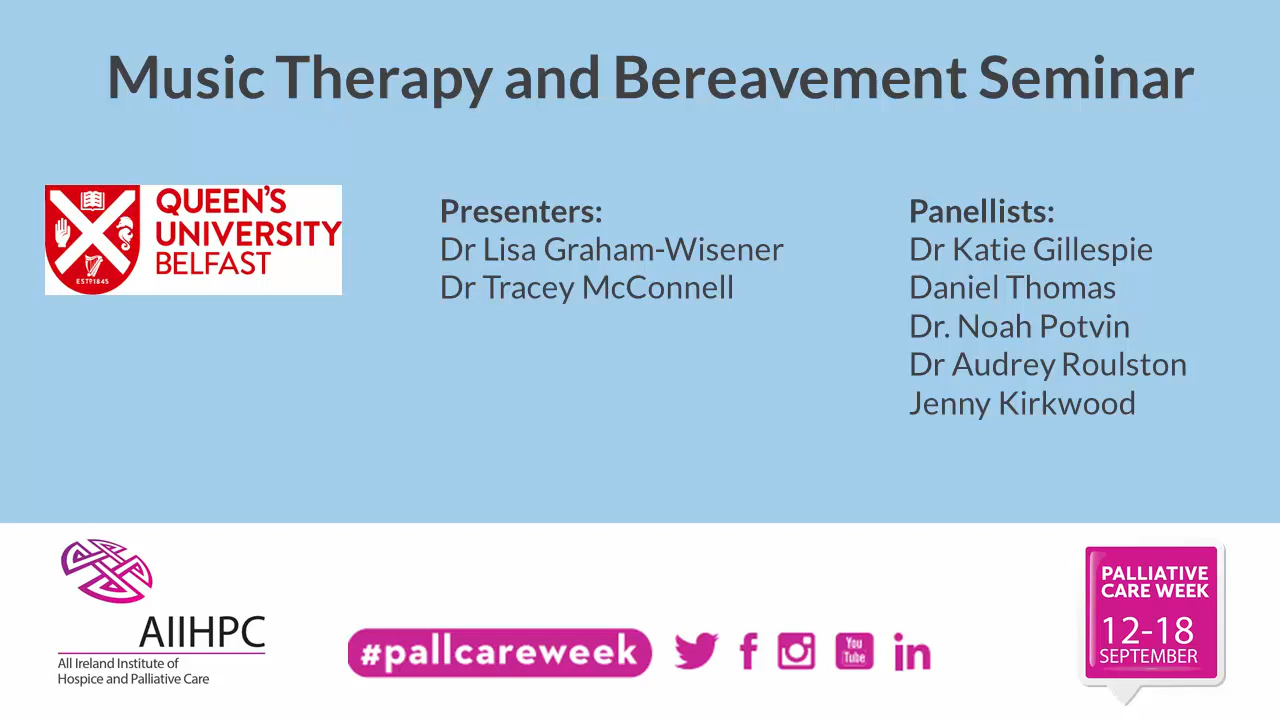 Music Therapy and Bereavement Seminar
QUEEN'S
UNIVERSITY
BELFAST
ESTD1845
Presenters:
Dr Lisa Graham-Wisener
Dr Tracey McConnell
Panellists:
Dr Katie Gillespie
Daniel Thomas
Dr. Noah Potvin
Dr Audrey Roulston
Jenny Kirkwood
AIIHPC
All Ireland Institute of
Hospice and Palliative Care
#pallcareweek
You
Tube
in
PALLIATIVE
CARE WEEK
12-18
SEPTEMBER